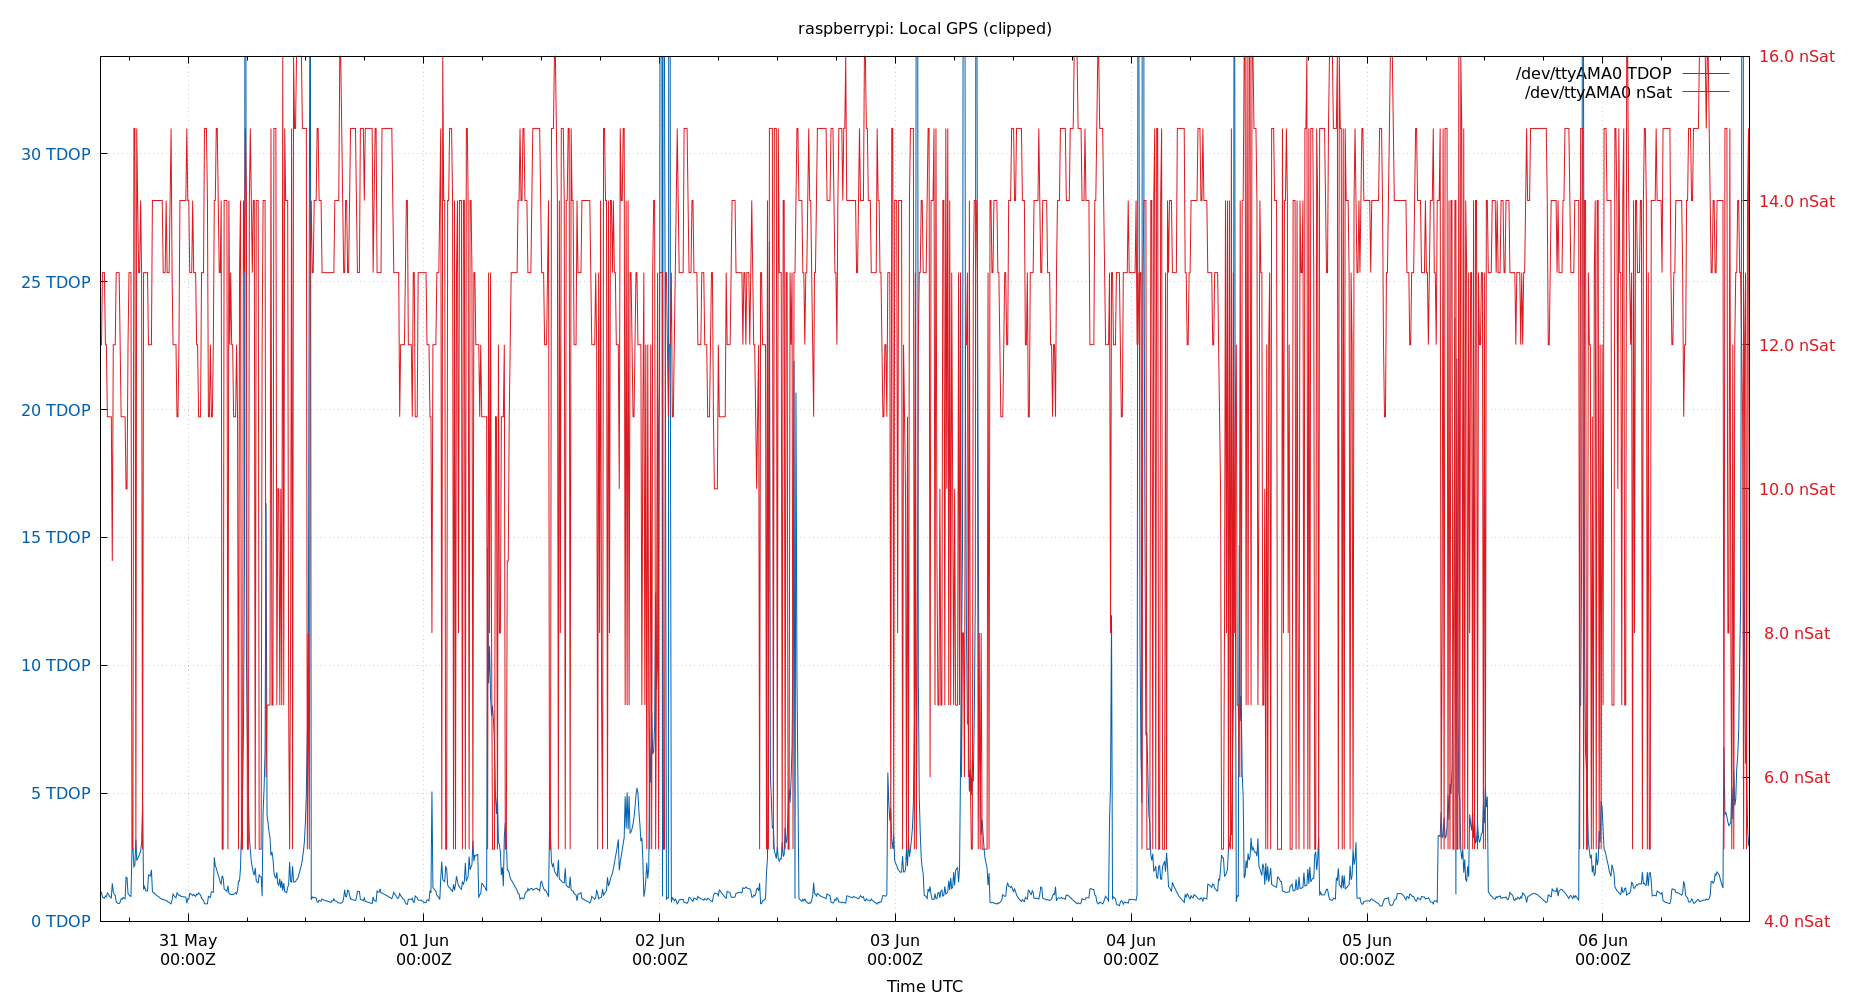 raspberrypi: Local GPS (clipped)
16.0 nSat
/dev/ttyAMA0 TDOP
/dev/ttyAMA0 nSat
30 TDOP
14.0 nSat
25 TDOP
12.0 nSat
20 TDOP
10.0 nSat
15 TDOP
8.0 nSat
10 TDOP
6.0 nSat
5 TDOP
0 TDOP
4.0 nSat
31 May 01 Jun 02 Jun 03 Jun 04 Jun 05 Jun 06 Jun
00:00Z 00:00Z 00:00Z 00:00Z 00:00Z 00:00Z 00:00Z
Time UTC